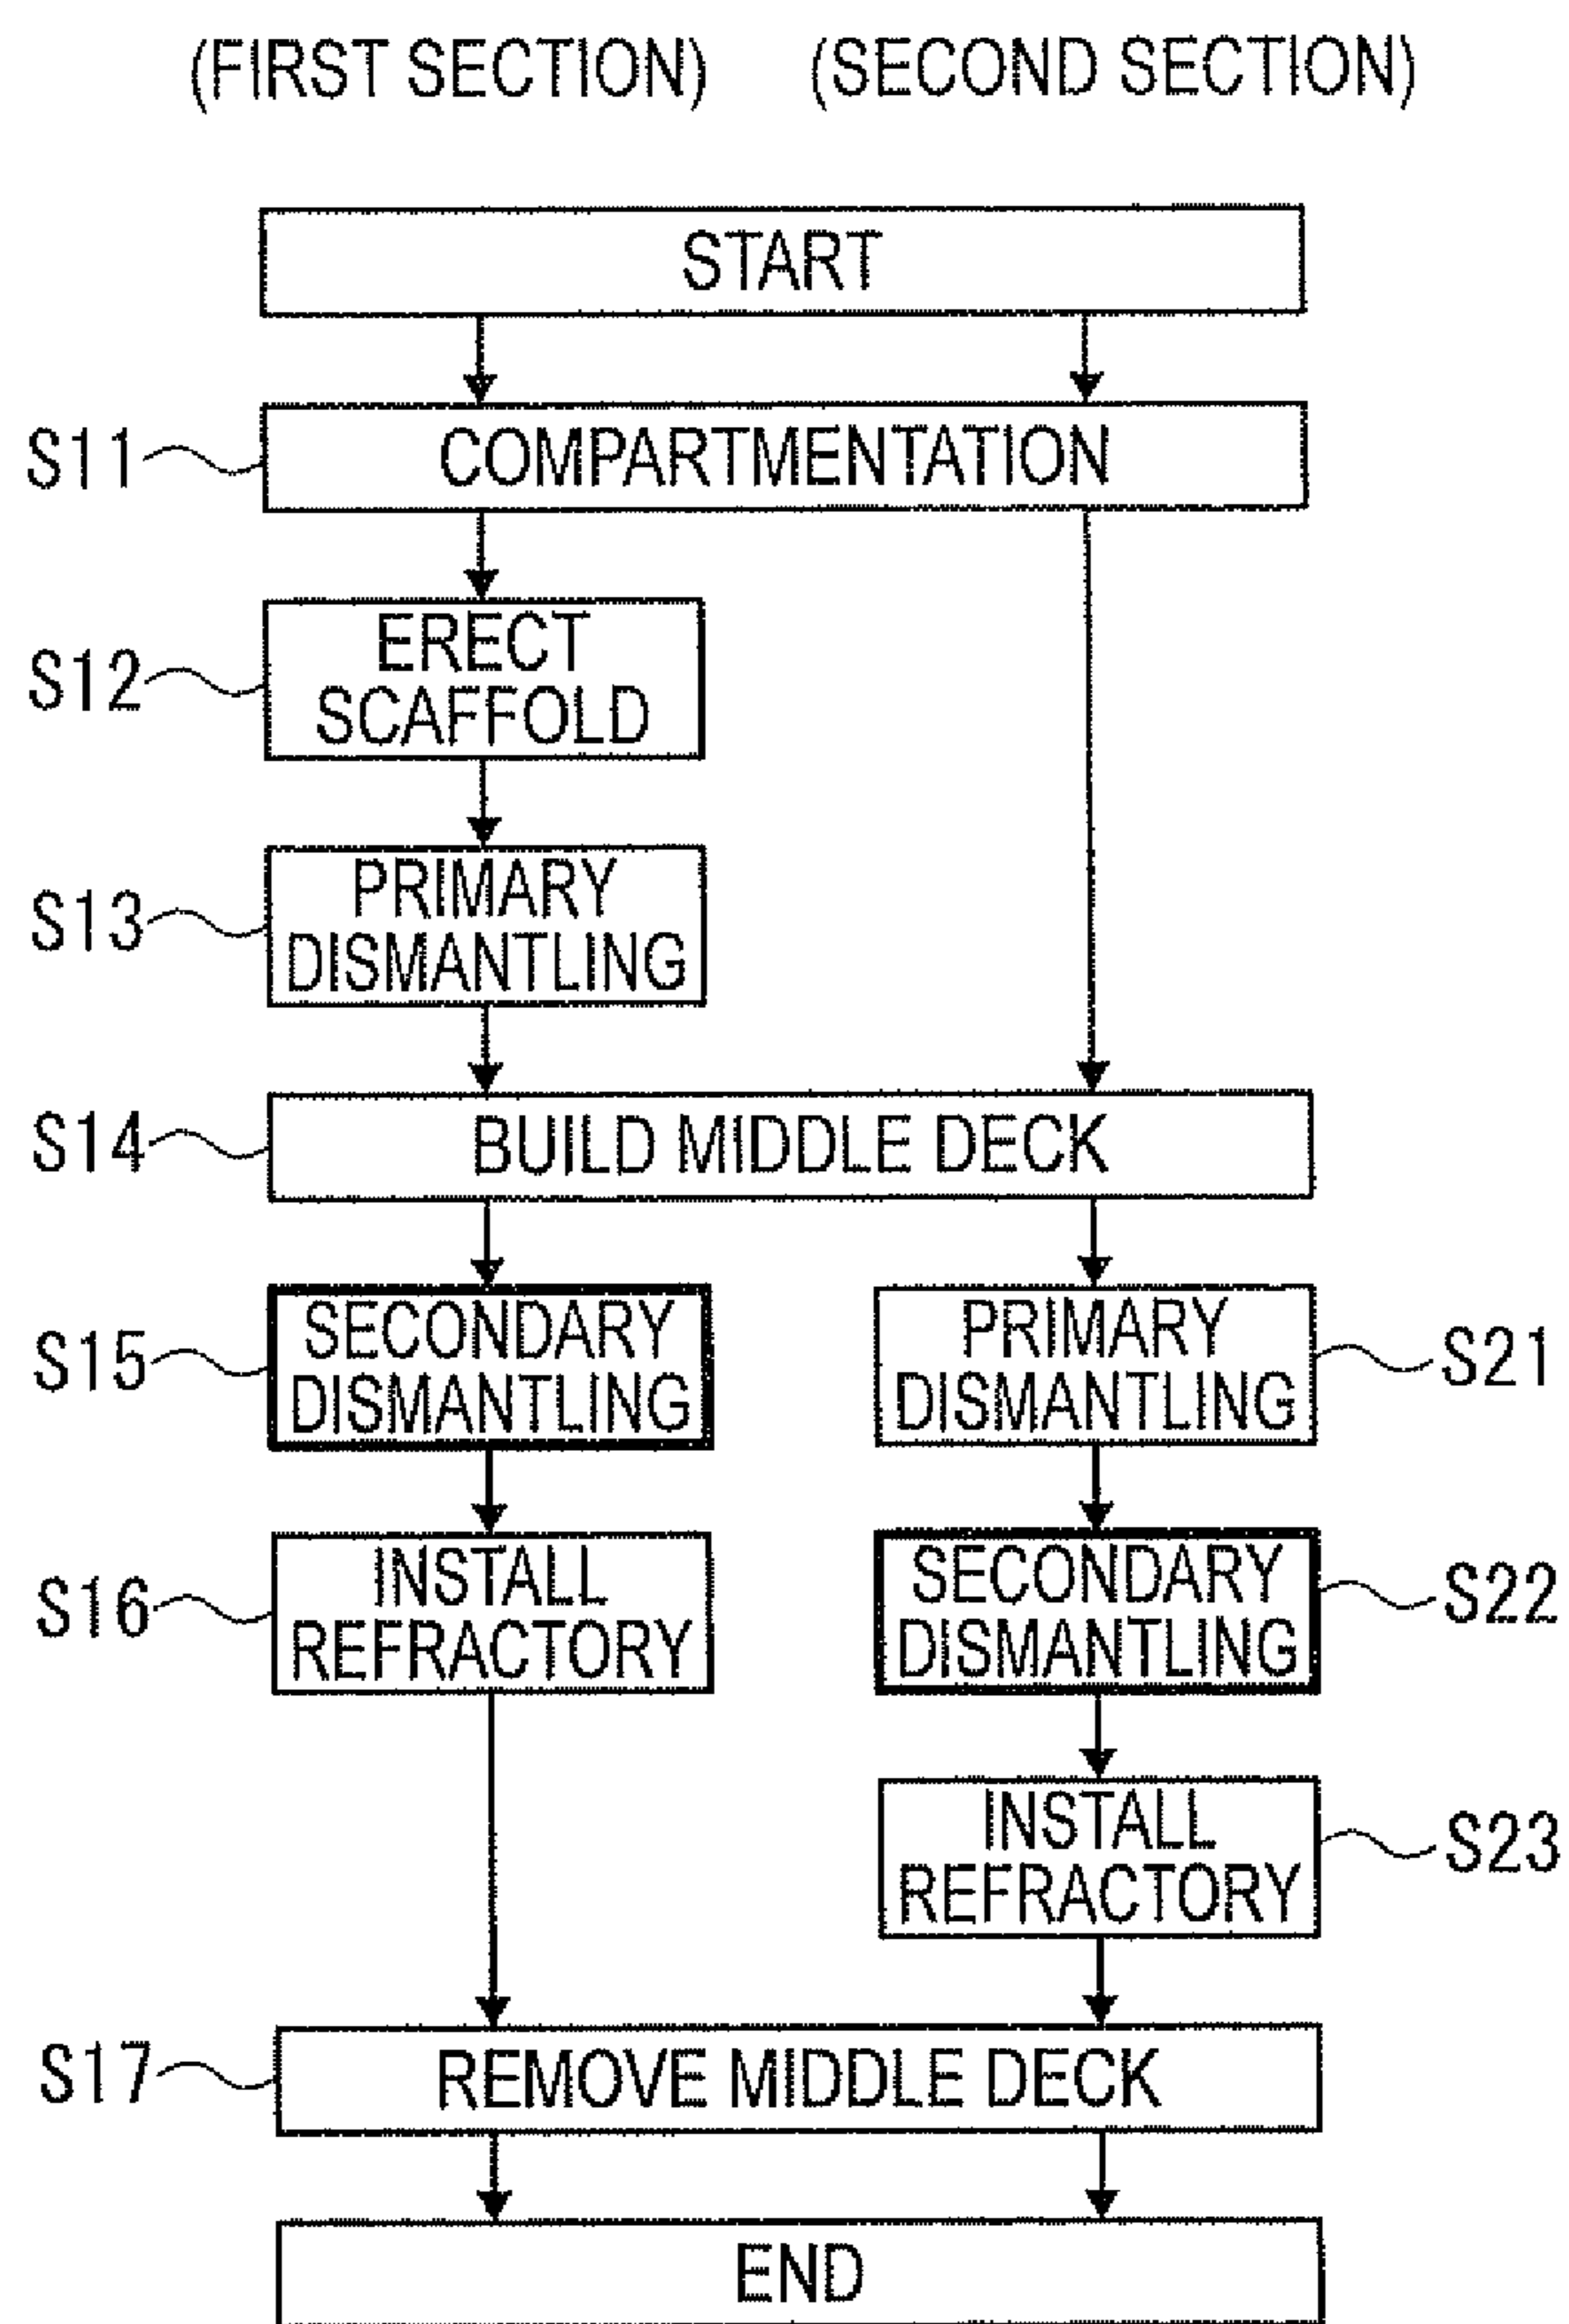 (FIRST SECTION) (SECOND SECTION)
START
S11 COMPARTMENTATION
S12 ERECT
SCAFFOLD
S13 PRIMARY
DISMANTLING
S14 BUILD MIDDLE DECK
S15 SECONDARY
DISMANTLING
PRIMARY
DISMANTLING
S21
S16 INSTALL
REFRACTORY
SECONDARY
DISMANTLING
S22
INSTALL
REFRACTORY
S23
S17 REMOVE MIDDLE DECK
END